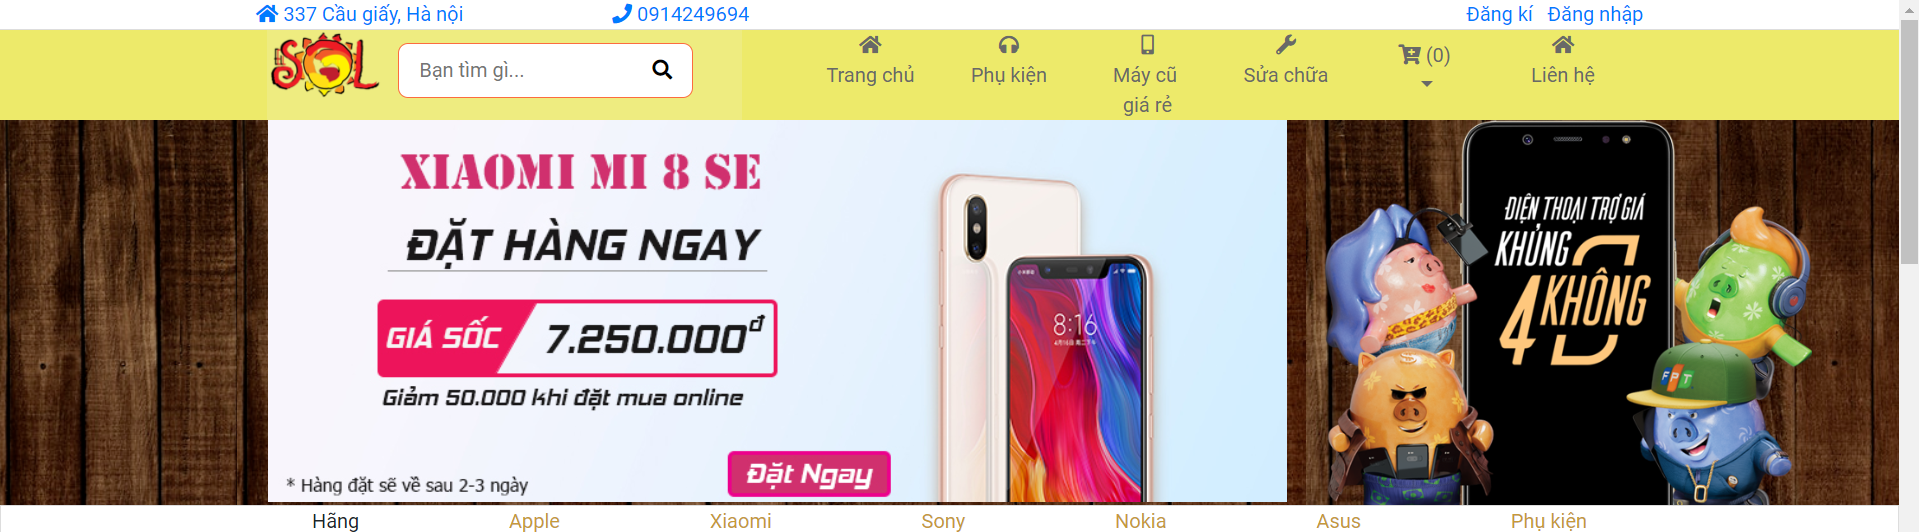 337 Cầu giấy, Hà nội
0914249694
Đăng kí Đăng nhập
SOL
Bạn tìm gì...
Trang chủ
Phụ kiện
Máy cũ
giá rẻ
Sửa chữa
(0)
Liên hệ
XIAOMI MI 8 SE
ĐẶT HÀNG NGAY
GIÁ SỐC 7.250.000đ
Giảm 50.000 khi đặt mua online
Đặt Ngay
* Hàng đặt sẽ về sau 2-3 ngày
8:16
ĐIỆN THOẠI TRỢ GIÁ
KHỦNG
4 KHÔNG
FPT
Hãng Apple Xiaomi Sony Nokia Asus Phụ kiện